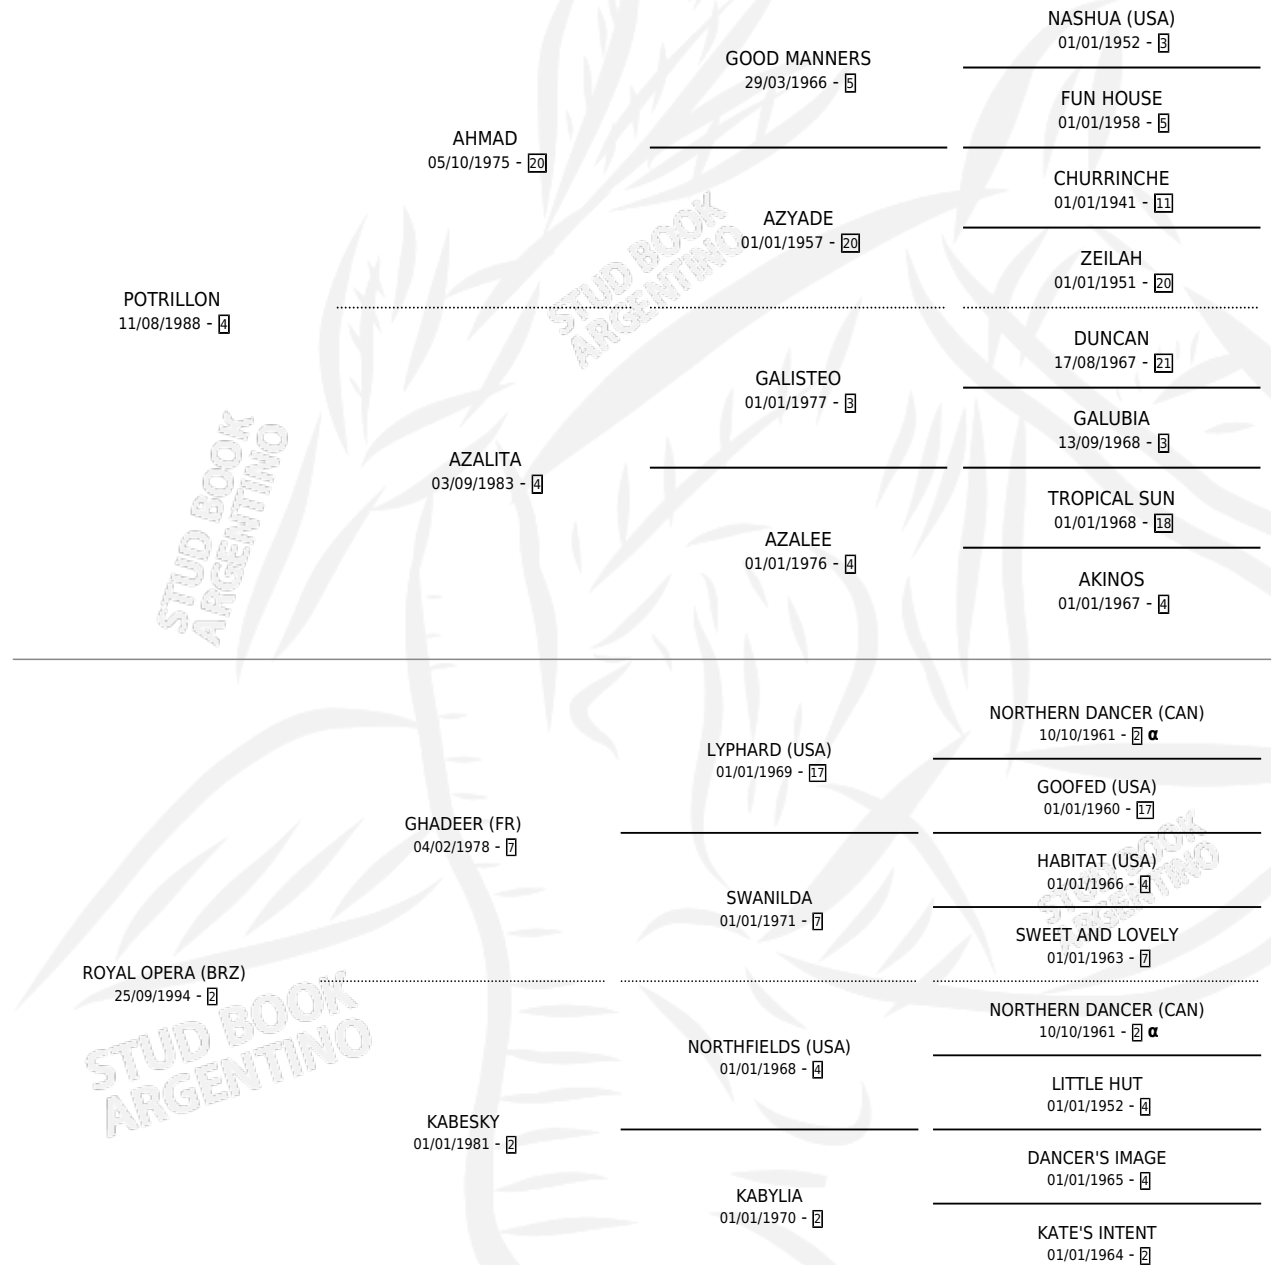 NASHUA (USA)
01/01/1952 - 3
GOOD MANNERS
29/03/1966 - 5
FUN HOUSE
01/01/1958 - 5
AHMAD
05/10/1975 - 20
CHURRINCHE
01/01/1941 - 11
AZYADE
01/01/1957 - 20
ZEILAH
01/01/1951 - 20
POTRILLON
11/08/1988 - 4
DUNCAN
17/08/1967 - 21
GALISTEO
01/01/1977 - 3
GALUBIA
13/09/1968 - 3
AZALITA
03/09/1983 - 4
TROPICAL SUN
01/01/1968 - 18
AZALEE
01/01/1976 - 4
AKINOS
01/01/1967 - 4
NORTHERN DANCER (CAN)
10/10/1961 - 2 α
LYPHARD (USA)
01/01/1969 - 17
GOOFED (USA)
01/01/1960 - 17
GHADEER (FR)
04/02/1978 - 7
HABITAT (USA)
01/01/1966 - 4
SWANILDA
01/01/1971 - 7
SWEET AND LOVELY
01/01/1963 - 7
ROYAL OPERA (BRZ)
25/09/1994 - 2
NORTHERN DANCER (CAN)
10/10/1961 - 2 α
NORTHFIELDS (USA)
01/01/1968 - 4
LITTLE HUT
01/01/1952 - 4
KABESKY
01/01/1981 - 2
DANCER'S IMAGE
01/01/1965 - 4
KABYLIA
01/01/1970 - 2
KATE'S INTENT
01/01/1964 - 2
STUD BOOK
ARGENTINO
STUD BOOK
ARGENTINO
STUD BOOK
ARGENTINO
STUD BOOK
ARGENTINO